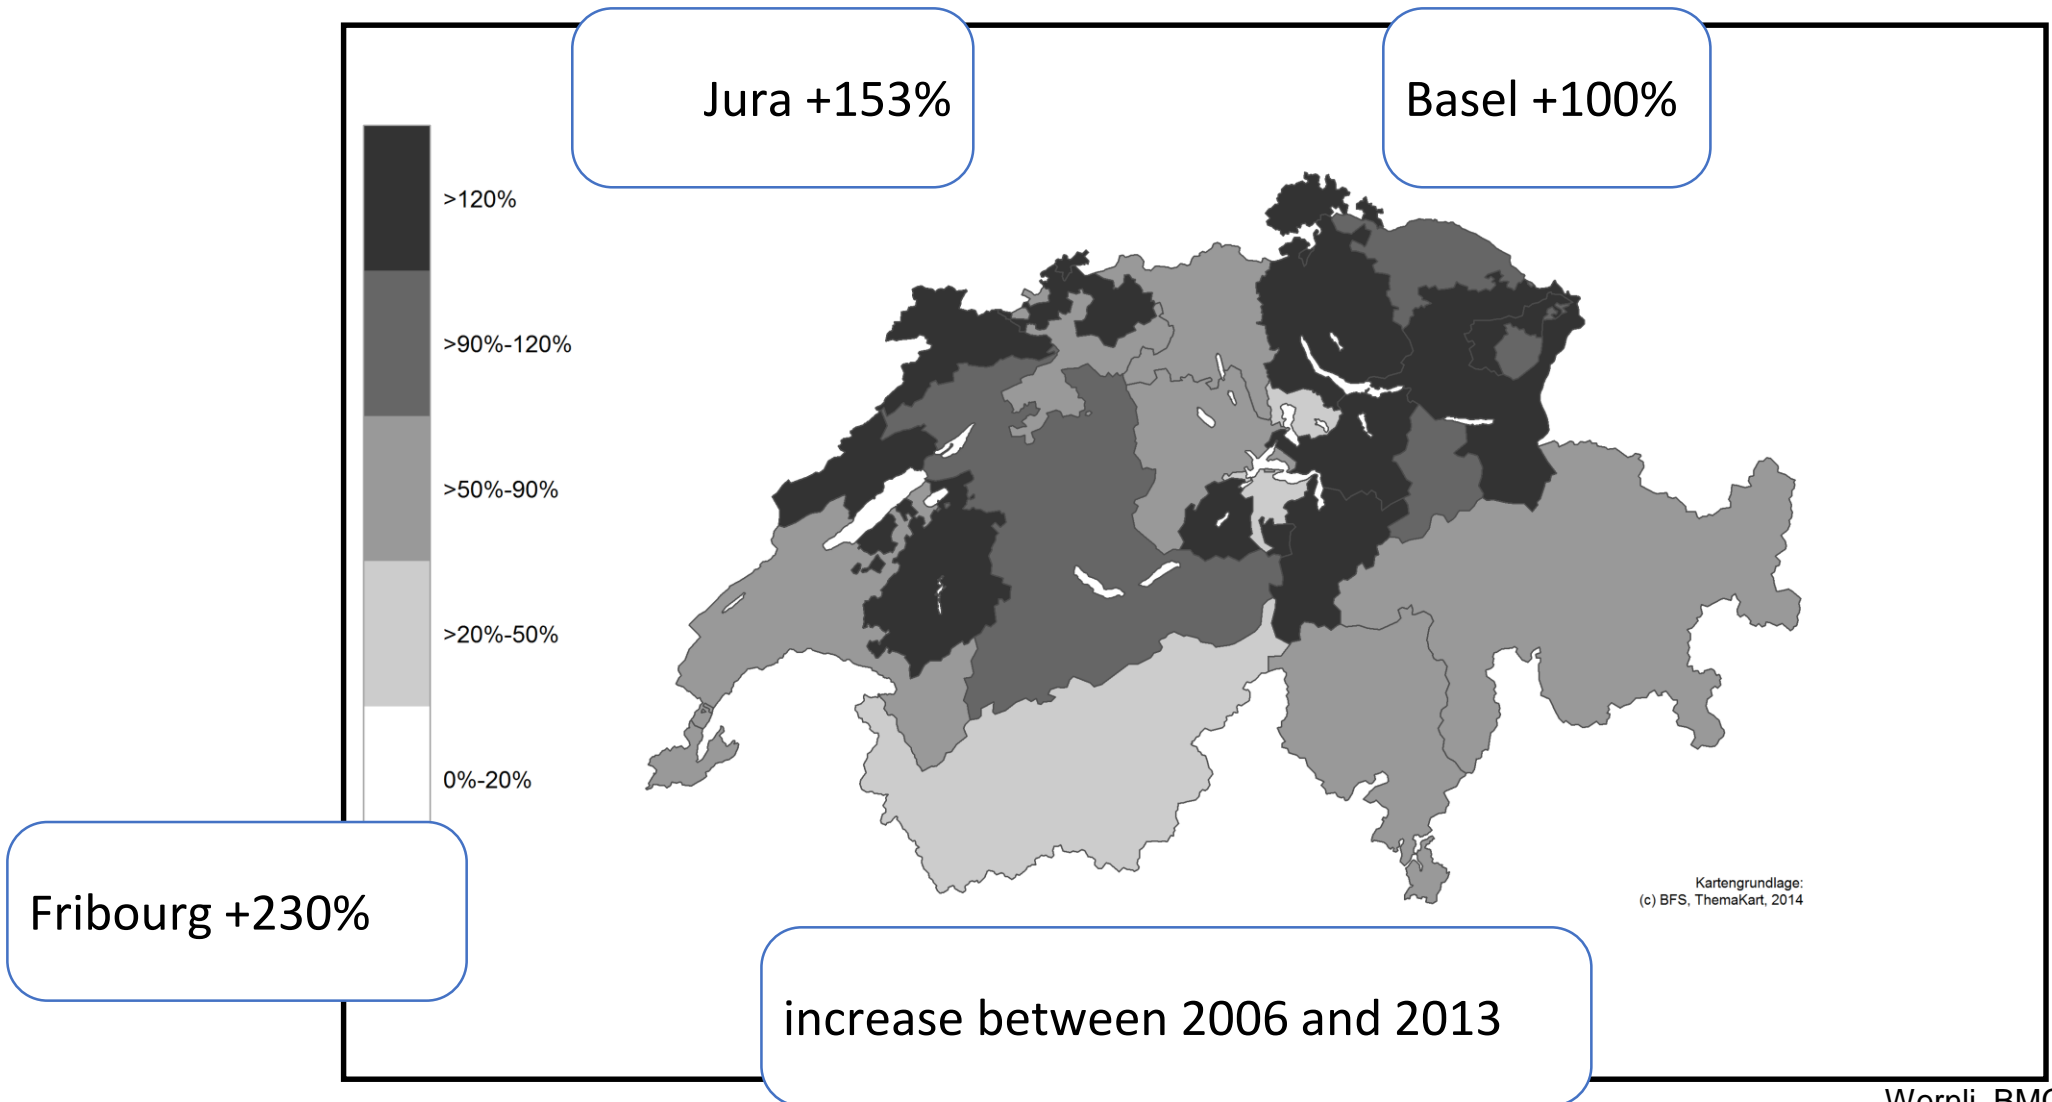 Jura +153%
Basel +100%
>120%
>90%-120%
>50%-90%
>20%-50%
0%-20%
Fribourg +230%
Kartengrundlage:
(c) BFS, ThemaKart, 2014
increase between 2006 and 2013